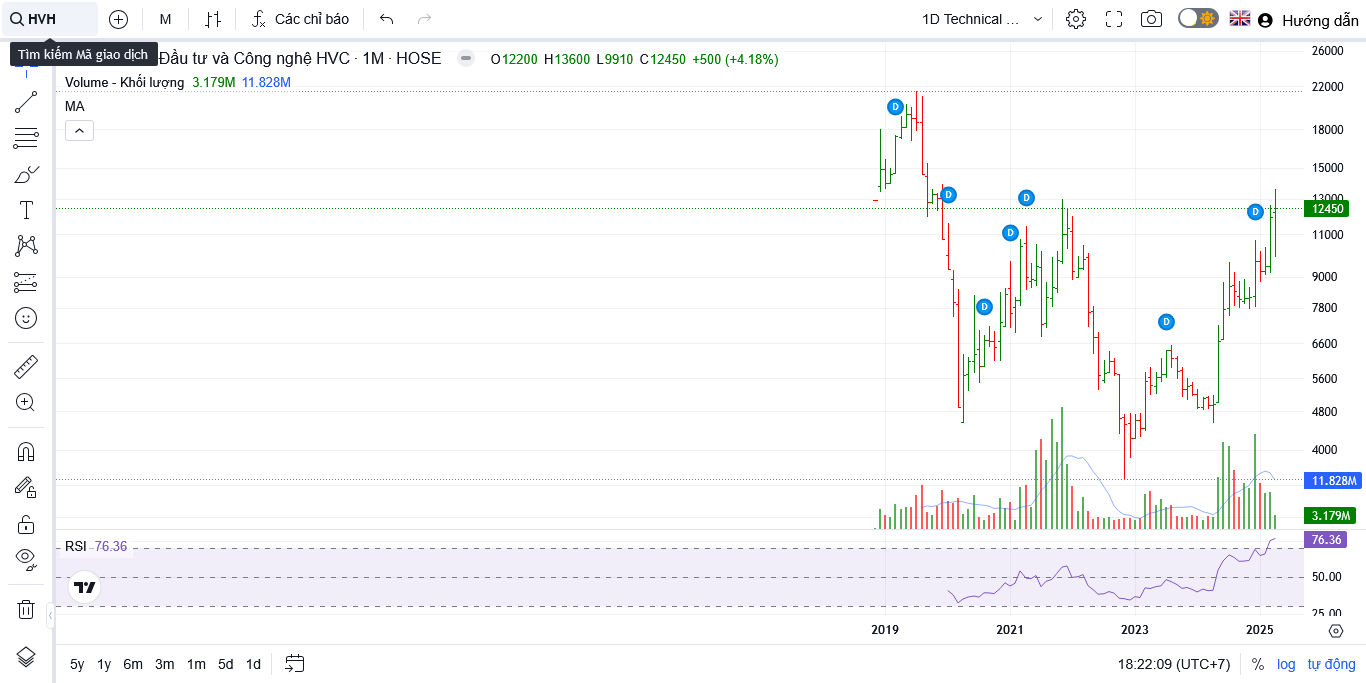 HVH
M
Các chỉ báo
1D Technical ...
Hướng dẫn
Tìm kiếm Mã giao dịch
Đầu tư và Công nghệ HVC · 1M · HOSE
O12200 H13600 L9910 C12450 +500 (+4.18%)
Volume - Khối lượng 3.179M 11.828M
MA
D
D
D
D
D
D
D
26000
22000
18000
15000
13000
12450
11000
9000
7800
6600
5600
4800
4000
11.828M
3.179M
RSI 76.36
76.36
50.00
25.00
2019 2021 2023 2025
5y 1y 6m 3m 1m 5d 1d
18:22:09 (UTC+7)
% log tự động